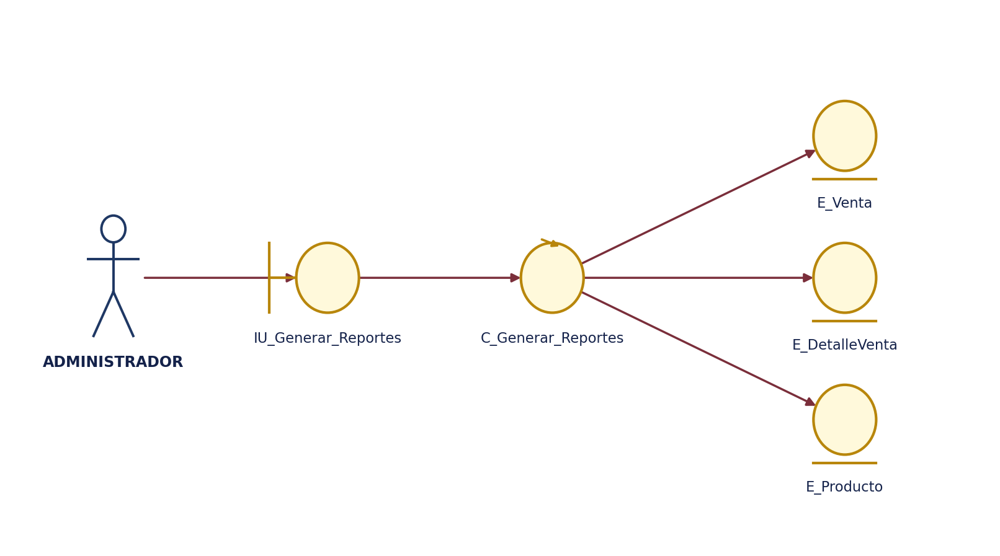 E_Venta
IU_Generar_Reportes
C_Generar_Reportes
E_DetalleVenta
ADMINISTRADOR
E_Producto